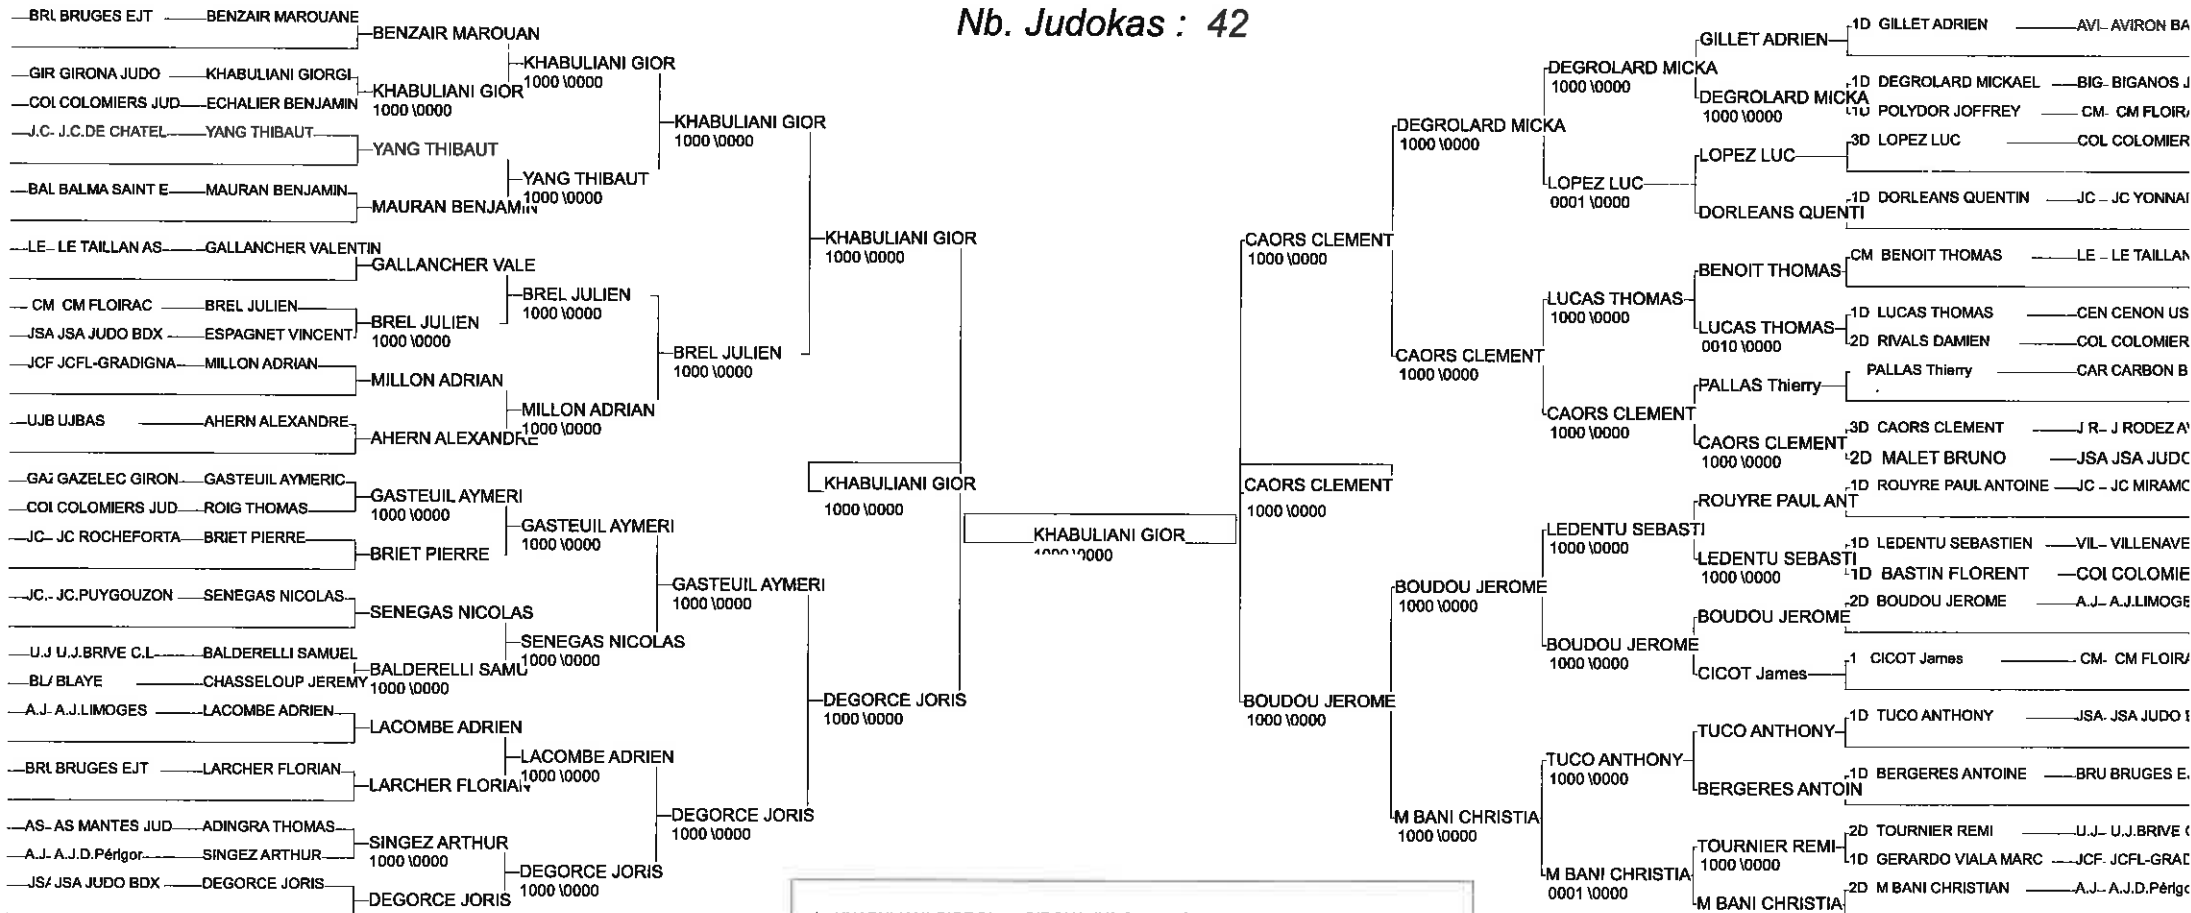 Nb. Judokas : 42
BRL BRUGES EJT BENZAIR MAROUANE
GIR GIRONA JUDO KHABULIANI GIORGI
COL COLOMIERS JUD ECHALIER BENJAMIN
J.C- J.C.DE CHATEL YANG THIBAUT
BAL BALMA SAINT E MAURAN BENJAMIN
LE- LE TAILLAN AS GALLANCHER VALENTIN
CM CM FLOIRAC BREL JULIEN
JSA JSA JUDO BDX ESPAGNET VINCENT
JCF JCFL-GRADIGNA MILLON ADRIAN
UJB UJBAS AHERN ALEXANDRE
GAZ GAZELEC GIRON GASTEUIL AYMERIC
COL COLOMIERS JUD ROIG THOMAS
JC- JC ROCHEFORTA BRIET PIERRE
JC.- JC.PUYGOUZON SENEGAS NICOLAS
U.J U.J.BRIVE C.L BALDERELLI SAMUEL
BL/ BLAYE CHASSELOUP JEREMY
A.J- A.J.LIMOGES LACOMBE ADRIEN
BRL BRUGES EJT LARCHER FLORIAN
AS- AS MANTES JUD ADINGRA THOMAS
A.J- A.J.D.Périgor SINGEZ ARTHUR
JSA JSA JUDO BDX DEGORCE JORIS
BENZAIR MAROUAN
KHABULIANI GIOR
1000 \0000
YANG THIBAUT
MAURAN BENJAMIN
GALLANCHER VALE
BREL JULIEN
1000 \0000
MILLON ADRIAN
AHERN ALEXANDRE
GASTEUIL AYMERI
1000 \0000
BRIET PIERRE
SENEGAS NICOLAS
BALDERELLI SAMU
1000 \0000
LACOMBE ADRIEN
LARCHER FLORIAN
SINGEZ ARTHUR
1000 \0000
DEGORCE JORIS
KHABULIANI GIOR
1000 \0000
YANG THIBAUT
1000 \0000
BREL JULIEN
1000 \0000
MILLON ADRIAN
1000 \0000
GASTEUIL AYMERI
1000 \0000
SENEGAS NICOLAS
1000 \0000
LACOMBE ADRIEN
1000 \0000
DEGORCE JORIS
1000 \0000
KHABULIANI GIOR
1000 \0000
BREL JULIEN
1000 \0000
GASTEUIL AYMERI
1000 \0000
DEGORCE JORIS
1000 \0000
KHABULIANI GIOR
1000 \0000
KHABULIANI GIOR
1000 \0000
DEGORCE JORIS
1000 \0000
KHABULIANI GIOR
1000 \0000
CAORS CLEMENT
1000 \0000
CAORS CLEMENT
1000 \0000
BOUDOU JEROME
1000 \0000
DEGROLARD MICKA
1000 \0000
CAORS CLEMENT
1000 \0000
BOUDOU JEROME
1000 \0000
M BANI CHRISTIA
1000 \0000
DEGROLARD MICKA
1000 \0000
LOPEZ LUC
0001 \0000
LUCAS THOMAS
1000 \0000
CAORS CLEMENT
1000 \0000
LEDENTU SEBASTI
1000 \0000
BOUDOU JEROME
1000 \0000
TUCO ANTHONY
1000 \0000
M BANI CHRISTIA
0001 \0000
GILLET ADRIEN
DEGROLARD MICKA
1000 \0000
LOPEZ LUC
DORLEANS QUENTI
BENOIT THOMAS
LUCAS THOMAS
0010 \0000
PALLAS Thierry
CAORS CLEMENT
1000 \0000
ROUYRE PAUL ANT
LEDENTU SEBASTI
1000 \0000
BOUDOU JEROME
CICOT James
TUCO ANTHONY
BERGERES ANTOIN
TOURNIER REMI
1000 \0000
M BANI CHRISTIA
1D GILLET ADRIEN AVI- AVIRON BA
1D DEGROLARD MICKAEL BIG- BIGANOS J
1D POLYDOR JOFFREY CM- CM FLOIR
3D LOPEZ LUC COL COLOMIER
1D DORLEANS QUENTIN JC - JC YONNAI
CM BENOIT THOMAS LE - LE TAILLAN
1D LUCAS THOMAS CEN CENON US
2D RIVALS DAMIEN COL COLOMIER
PALLAS Thierry CAR CARBON B
3D CAORS CLEMENT J R- J RODEZ
2D MALET BRUNO JSA JSA JUDO
1D ROUYRE PAUL ANTOINE JC - JC MIRAMO
1D LEDENTU SEBASTIEN VIL- VILLENAVE
1D BASTIN FLORENT COL COLOMIE
2D BOUDOU JEROME A.J- A.J.LIMOGE
1 CICOT James CM- CM FLOIRA
1D TUCO ANTHONY JSA- JSA JUDO
1D BERGERES ANTOINE BRU BRUGES E
2D TOURNIER REMI U.J- U.J.BRIVE
1D GERARDO VIALA MARC JCF- JCFL-GRAD
2D M BANI CHRISTIAN A.J- A.J.D.Périgo